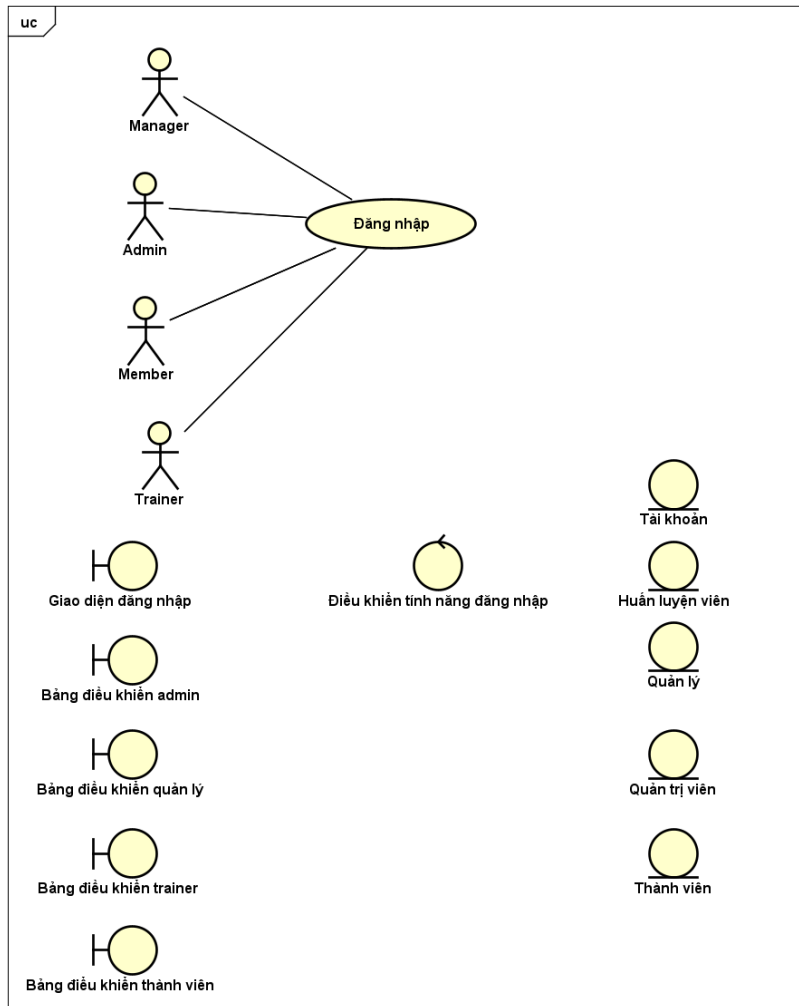 uc
Manager
Đăng nhập
Admin
Member
Trainer
Tài khoản
Giao diện đăng nhập
Điều khiển tính năng đăng nhập
Huấn luyện viên
Bảng điều khiển admin
Quản lý
Bảng điều khiển quản lý
Quản trị viên
Bảng điều khiển trainer
Thành viên
Bảng điều khiển thành viên